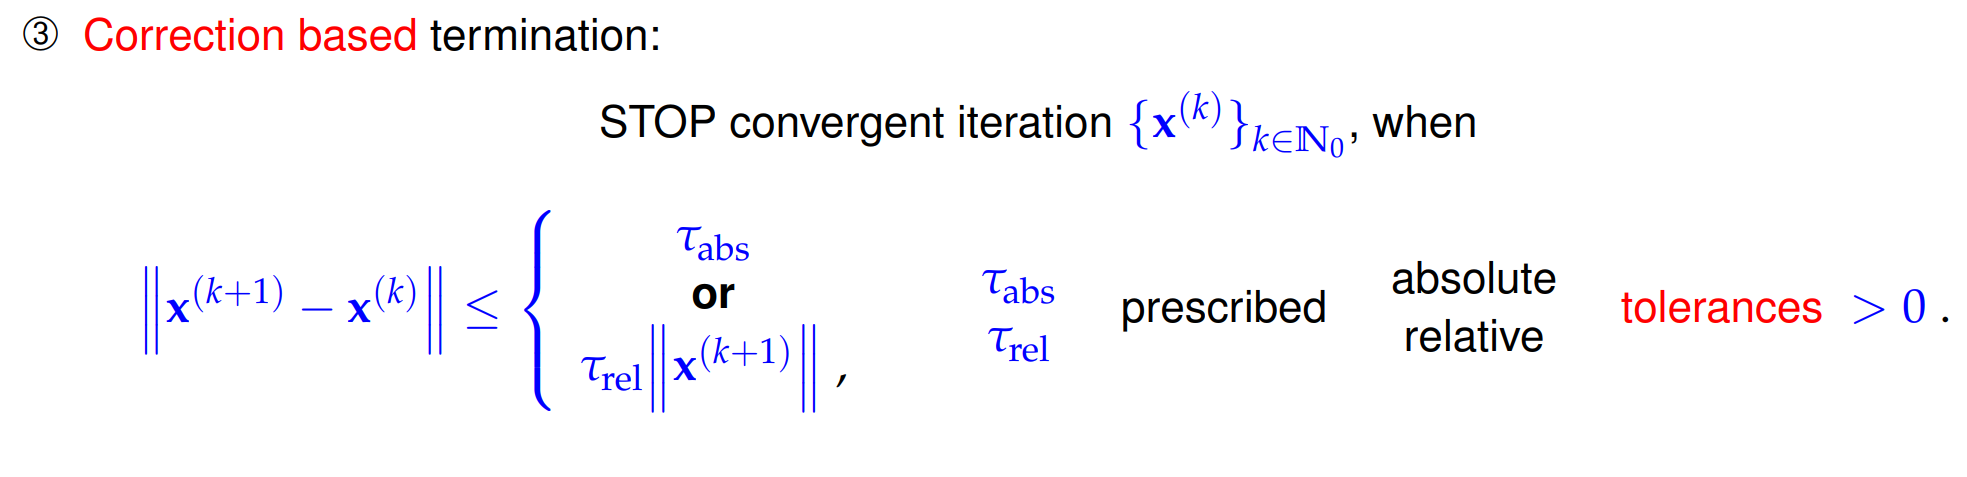 ③ Correction based termination:
STOP convergent iteration {x^(k)}_{k∈ℕ₀}, when
‖x^(k+1) − x^(k)‖ ≤ { τ_abs or τ_rel‖x^(k+1)‖ , τ_abs τ_rel prescribed absolute relative tolerances > 0 .